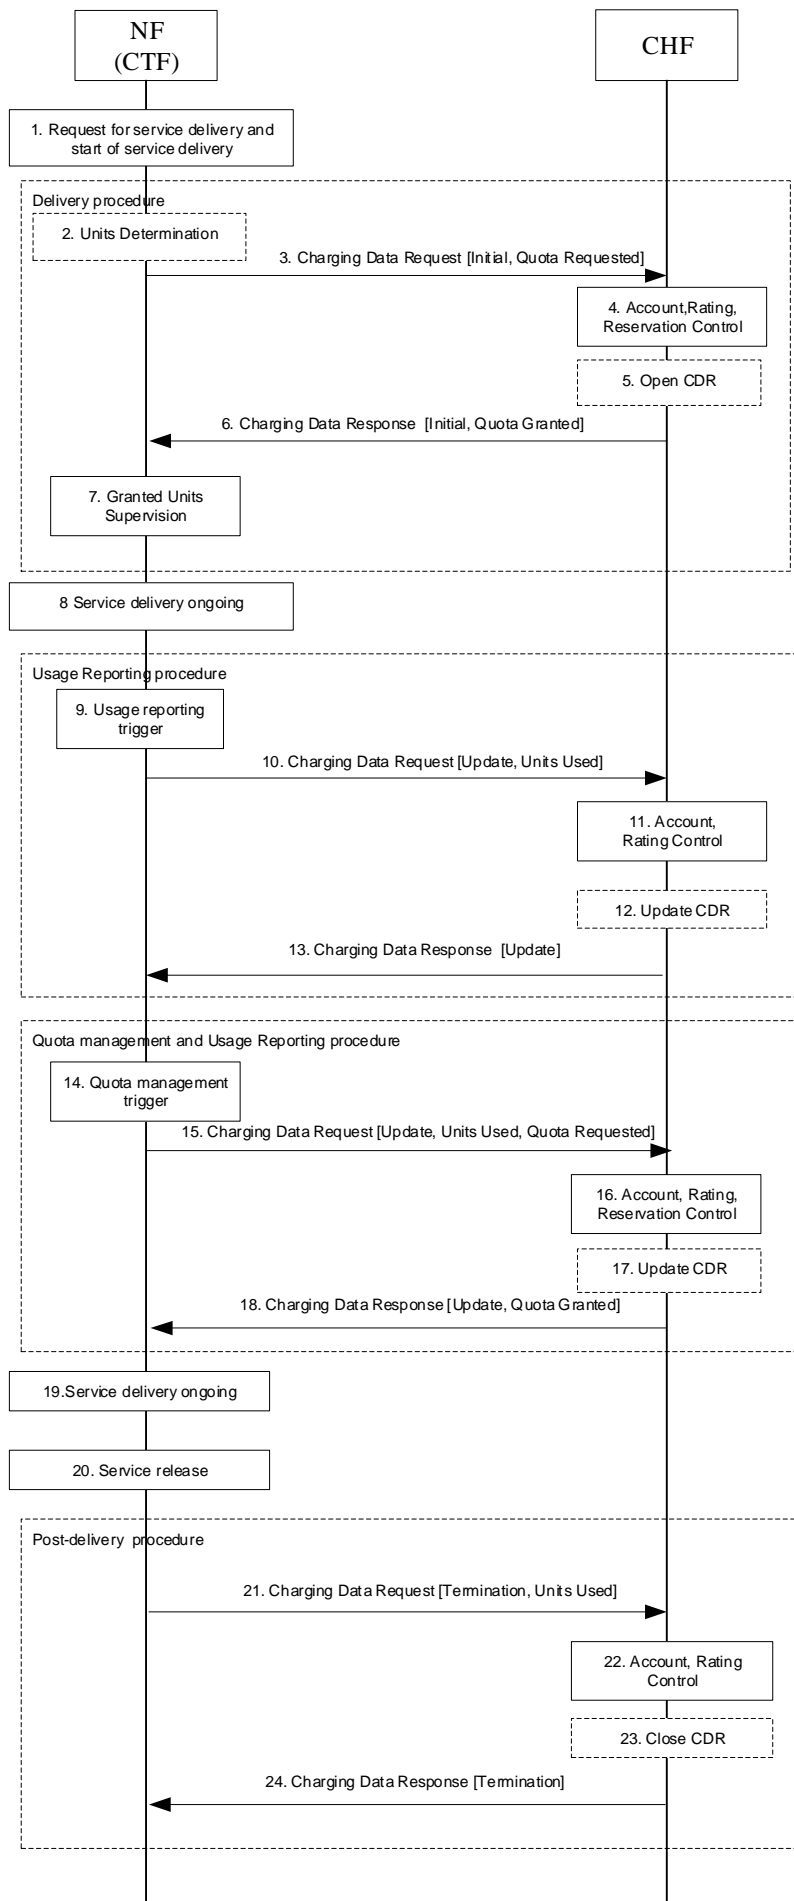 NF
(CTF)
CHF
1. Request for service delivery and
start of service delivery
Delivery procedure
2. Units Determination
3. Charging Data Request [Initial, Quota Requested]
4. Account,Rating,
Reservation Control
5. Open CDR
6. Charging Data Response [Initial, Quota Granted]
7. Granted Units
Supervision
8 Service delivery ongoing
Usage Reporting procedure
9. Usage reporting
trigger
10. Charging Data Request [Update, Units Used]
11. Account,
Rating Control
12. Update CDR
13. Charging Data Response [Update]
Quota management and Usage Reporting procedure
14. Quota management
trigger
15. Charging Data Request [Update, Units Used, Quota Requested]
16. Account, Rating,
Reservation Control
17. Update CDR
18. Charging Data Response [Update, Quota Granted]
19.Service delivery ongoing
20. Service release
Post-delivery procedure
21. Charging Data Request [Termination, Units Used]
22. Account, Rating
Control
23. Close CDR
24. Charging Data Response [Termination]